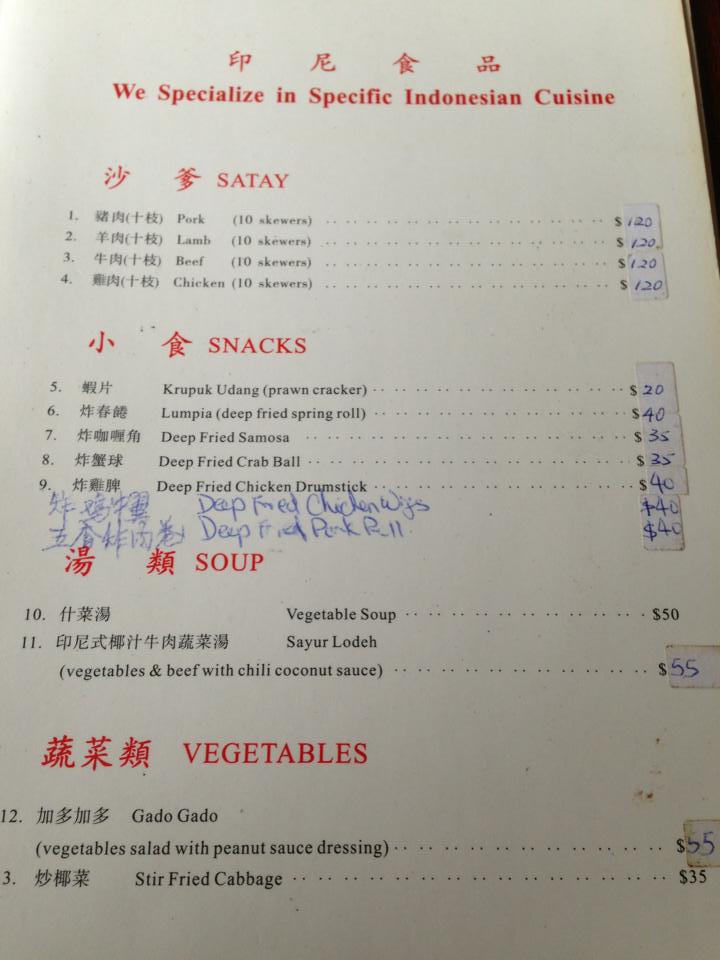 印尼食品
We Specialize in Specific Indonesian Cuisine
沙爹 SATAY
1. 豬肉(十枝) Pork (10 skewers) $120
2. 羊肉(十枝) Lamb (10 skewers) $120
3. 牛肉(十枝) Beef (10 skewers) $120
4. 雞肉(十枝) Chicken (10 skewers) $120
小食 SNACKS
5. 蝦片 Krupuk Udang (prawn cracker) $20
6. 炸春捲 Lumpia (deep fried spring roll) $40
7. 炸咖喱角 Deep Fried Samosa $35
8. 炸蟹球 Deep Fried Crab Ball $35
9. 炸雞脾 Deep Fried Chicken Drumstick $40
炸鸡中翼 Deep Fried Chicken Wigs $40
五香炸肉卷 Deep Fried Pork Roll $40
湯類 SOUP
10. 什菜湯 Vegetable Soup $50
11. 印尼式椰汁牛肉蔬菜湯 Sayur Lodeh
(vegetables & beef with chili coconut sauce) $55
蔬菜類 VEGETABLES
12. 加多加多 Gado Gado
(vegetables salad with peanut sauce dressing) $55
3. 炒椰菜 Stir Fried Cabbage $35